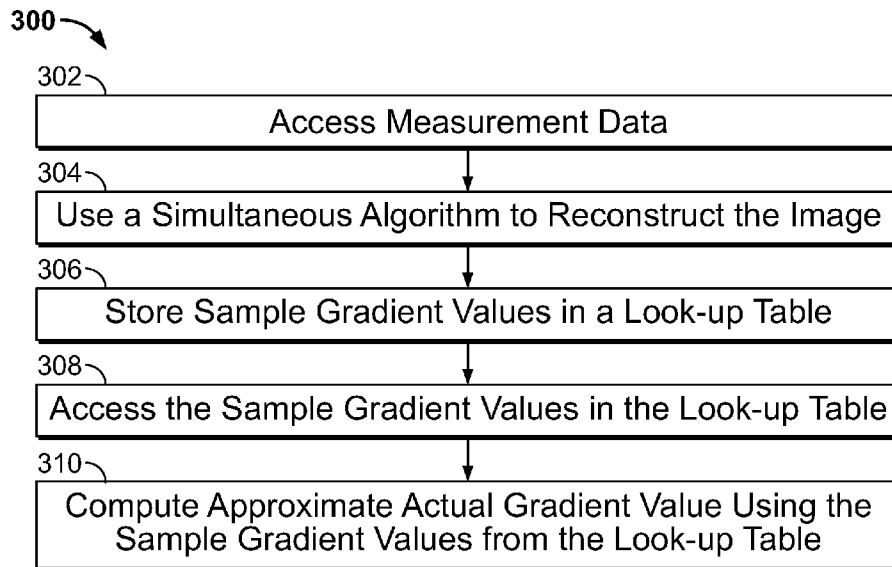 300
302
Access Measurement Data
304
Use a Simultaneous Algorithm to Reconstruct the Image
306
Store Sample Gradient Values in a Look-up Table
308
Access the Sample Gradient Values in the Look-up Table
310
Compute Approximate Actual Gradient Value Using the
Sample Gradient Values from the Look-up Table